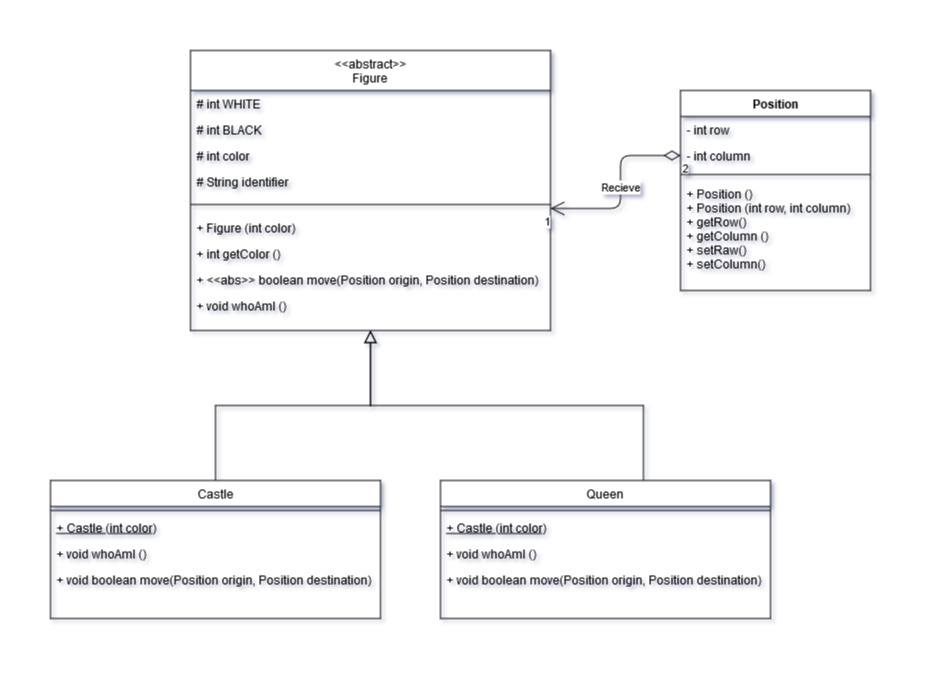 <<abstract>>
Figure
# int WHITE
# int BLACK
# int color
# String identifier
+ Figure (int color)
+ int getColor ()
+ <<abs>> boolean move(Position origin, Position destination)
+ void whoAmI ()
Recieve
1
Position
- int row
- int column
2
+ Position ()
+ Position (int row, int column)
+ getRow()
+ getColumn ()
+ setRaw()
+ setColumn()
Castle
+ Castle (int color)
+ void whoAmI ()
+ void boolean move(Position origin, Position destination)
Queen
+ Castle (int color)
+ void whoAmI ()
+ void boolean move(Position origin, Position destination)